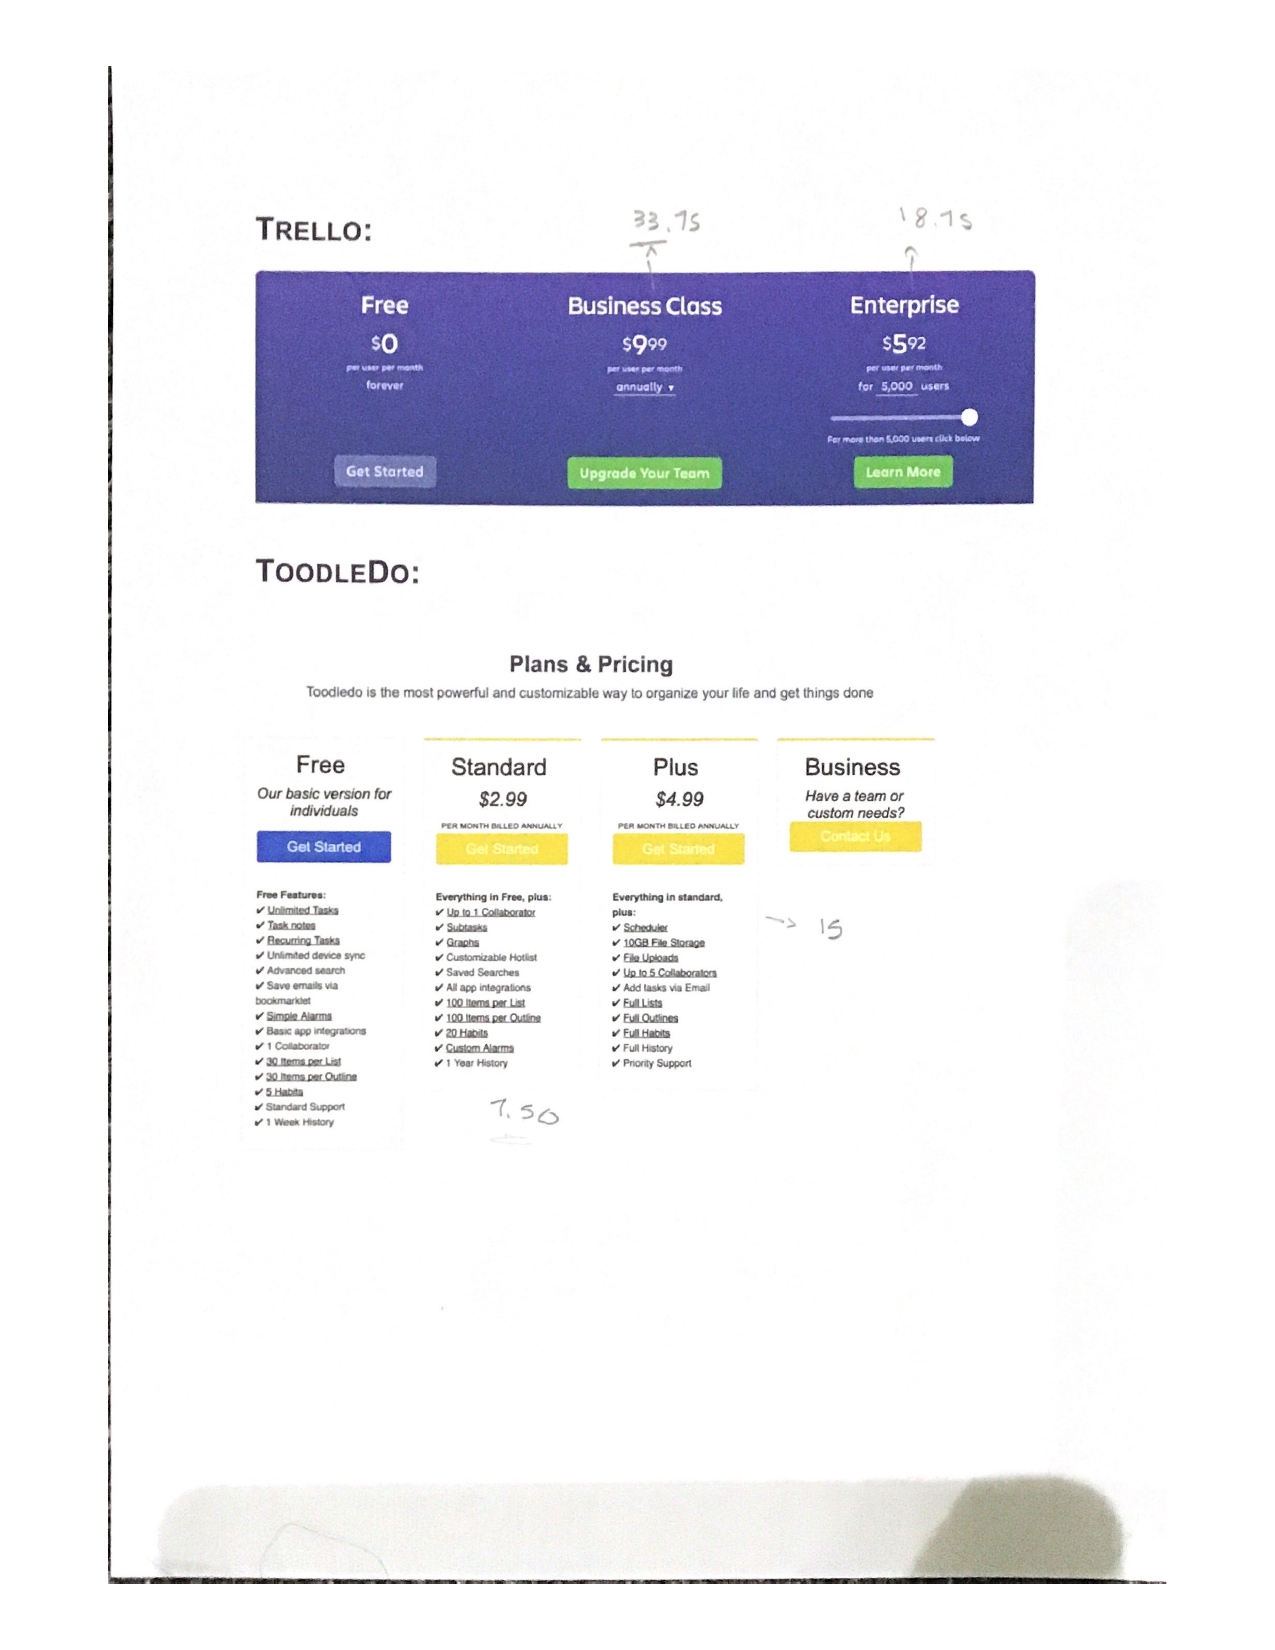 TRELLO:
33.75
18.75
Free
Business Class
Enterprise
$0
$9.99
$5.92
per user per month
per user per month
per user per month
forever
annually ▾
for 5,000 users
For more than 5,000 users click below
Get Started
Upgrade Your Team
Learn More
TOODLEDO:
Plans & Pricing
Toodledo is the most powerful and customizable way to organize your life and get things done
Free
Our basic version for
individuals
Get Started
Free Features:
✔ Unlimited Tasks
✔ Task notes
✔ Recurring Tasks
✔ Unlimited device sync
✔ Advanced search
✔ Save emails via
bookmarklet
✔ Simple Alarms
✔ Basic app integrations
✔ 1 Collaborator
✔ 30 Items per List
✔ 30 Items per Outline
✔ 5 Habits
✔ Standard Support
✔ 1 Week History
Standard
$2.99
PER MONTH BILLED ANNUALLY
Get Started
Everything in Free, plus:
✔ Up to 1 Collaborator
✔ Subtasks
✔ Graphs
✔ Customizable Hotlist
✔ Saved Searches
✔ All app integrations
✔ 100 Items per List
✔ 100 Items per Outline
✔ 20 Habits
✔ Custom Alarms
✔ 1 Year History
7.50
Plus
$4.99
PER MONTH BILLED ANNUALLY
Get Started
Everything in standard,
plus:
✔ Scheduler
✔ 10GB File Storage
✔ File Uploads
✔ Up to 5 Collaborators
✔ Add tasks via Email
✔ Full Lists
✔ Full Outlines
✔ Full Habits
✔ Full History
✔ Priority Support
→ 15
Business
Have a team or
custom needs?
Contact Us